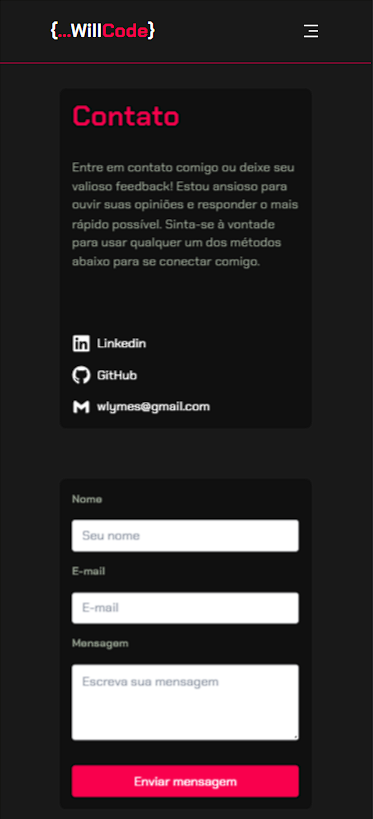 {...WillCode}
Contato
Entre em contato comigo ou deixe seu
valioso feedback! Estou ansioso para
ouvir suas opiniões e responder o mais
rápido possível. Sinta-se à vontade
para usar qualquer um dos métodos
abaixo para se conectar comigo.
Linkedin
GitHub
wlymes@gmail.com
Nome
Seu nome
E-mail
E-mail
Mensagem
Escreva sua mensagem
Enviar mensagem